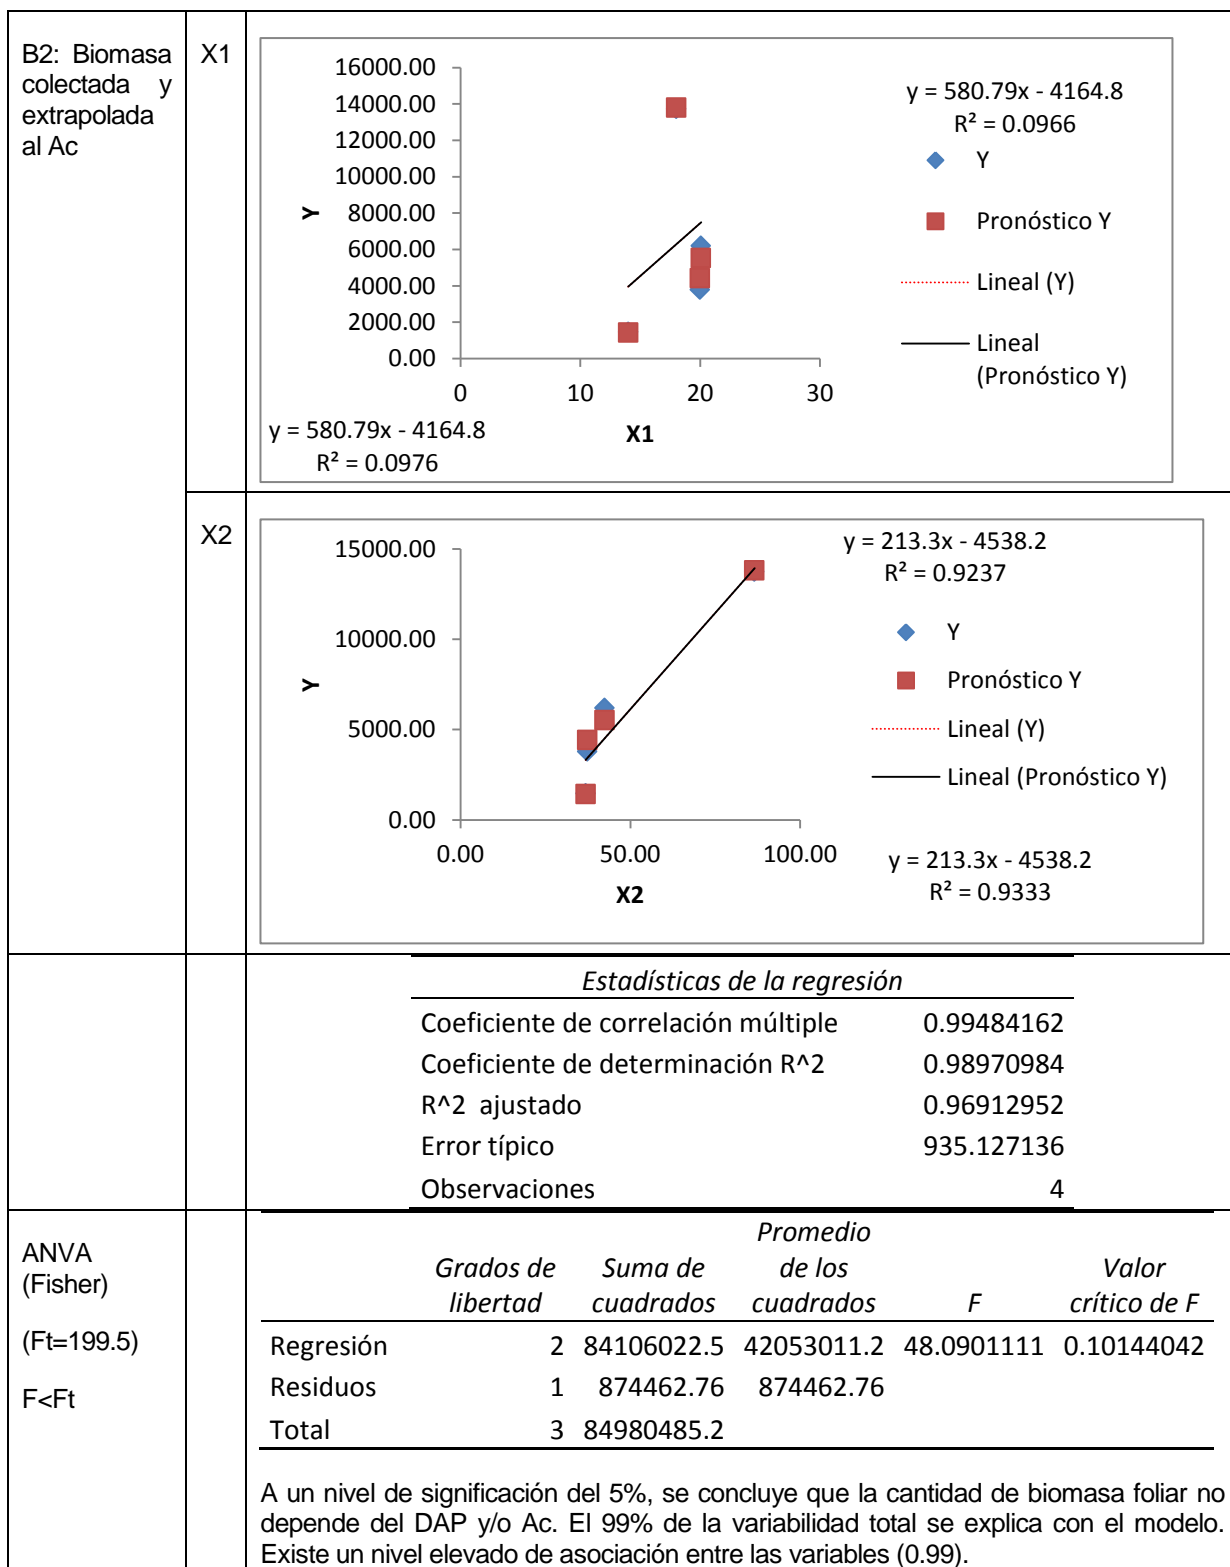 B2: Biomasa
colectada y
extrapolada
al Ac
X1
16000.00
14000.00
12000.00
10000.00
8000.00
6000.00
4000.00
2000.00
0.00
Y
0 10 20 30
X1
y = 580.79x - 4164.8
R² = 0.0966
Y
Pronóstico Y
Lineal (Y)
Lineal
(Pronóstico Y)
y = 580.79x - 4164.8
R² = 0.0976
X2
15000.00
10000.00
5000.00
0.00
Y
0.00 50.00 100.00
X2
y = 213.3x - 4538.2
R² = 0.9237
Y
Pronóstico Y
Lineal (Y)
Lineal (Pronóstico Y)
y = 213.3x - 4538.2
R² = 0.9333
Estadísticas de la regresión
Coeficiente de correlación múltiple 0.99484162
Coeficiente de determinación R^2 0.98970984
R^2 ajustado 0.96912952
Error típico 935.127136
Observaciones 4
ANVA
(Fisher)
(Ft=199.5)
F<Ft
Promedio
Grados de Suma de de los Valor
libertad cuadrados cuadrados F crítico de F
Regresión 2 84106022.5 42053011.2 48.0901111 0.10144042
Residuos 1 874462.76 874462.76
Total 3 84980485.2
A un nivel de significación del 5%, se concluye que la cantidad de biomasa foliar no
depende del DAP y/o Ac. El 99% de la variabilidad total se explica con el modelo.
Existe un nivel elevado de asociación entre las variables (0.99).